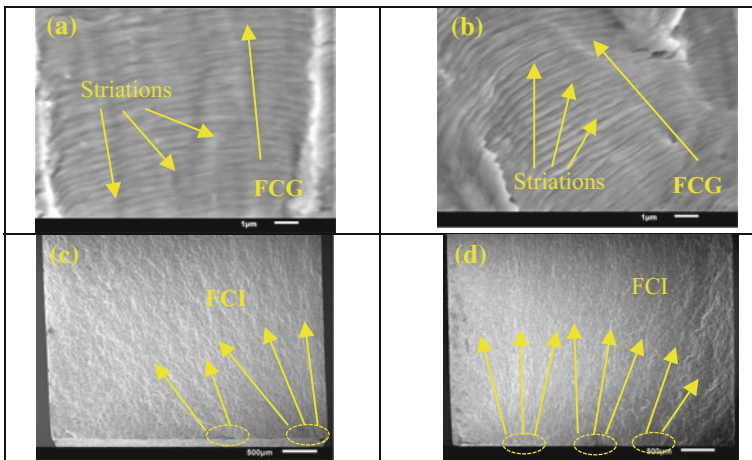 (a)
Striations
FCG
1μm
(b)
Striations
FCG
1μm
(c)
FCI
500μm
(d)
FCI
500μm